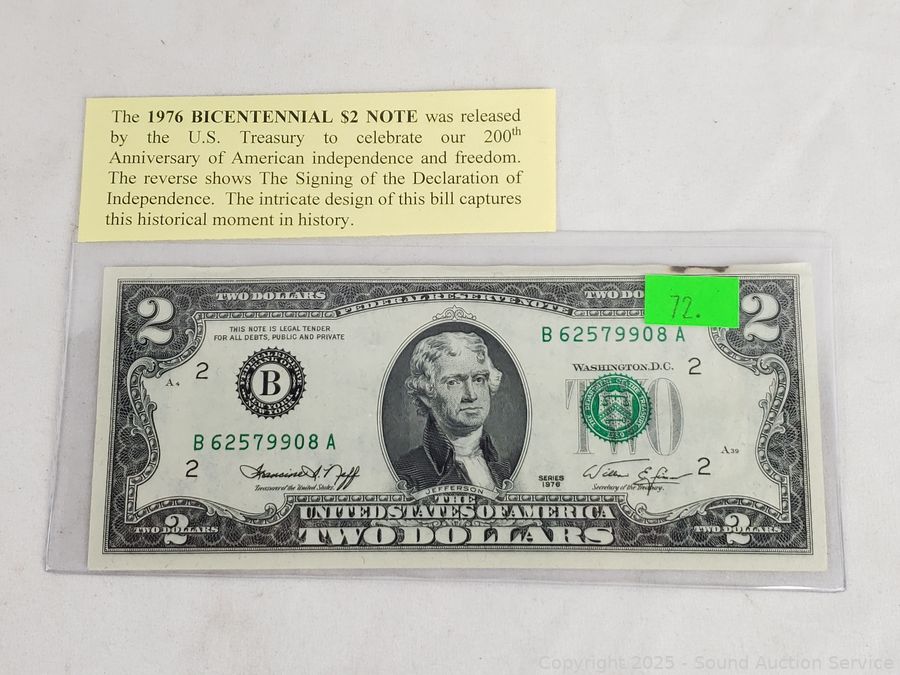 The 1976 BICENTENNIAL $2 NOTE was released
by the U.S. Treasury to celebrate our 200th
Anniversary of American independence and freedom.
The reverse shows The Signing of the Declaration of
Independence. The intricate design of this bill captures
this historical moment in history.
2 TWO DOLLARS FEDERAL RESERVE NOTE TWO DO 2
72.
THIS NOTE IS LEGAL TENDER
FOR ALL DEBTS, PUBLIC AND PRIVATE
B 62579908 A
WASHINGTON, D.C.
A4 2 2
B
TWO
B 62579908 A
A39
2 2
Treasurer of the United States.
SERIES
1976
Secretary of the Treasury.
JEFFERSON
THE
UNITED STATES OF AMERICA
TWO DOLLARS 2 TWO DOLLARS 2 TWO DOLLARS
Copyright 2025 - Sound Auction Service